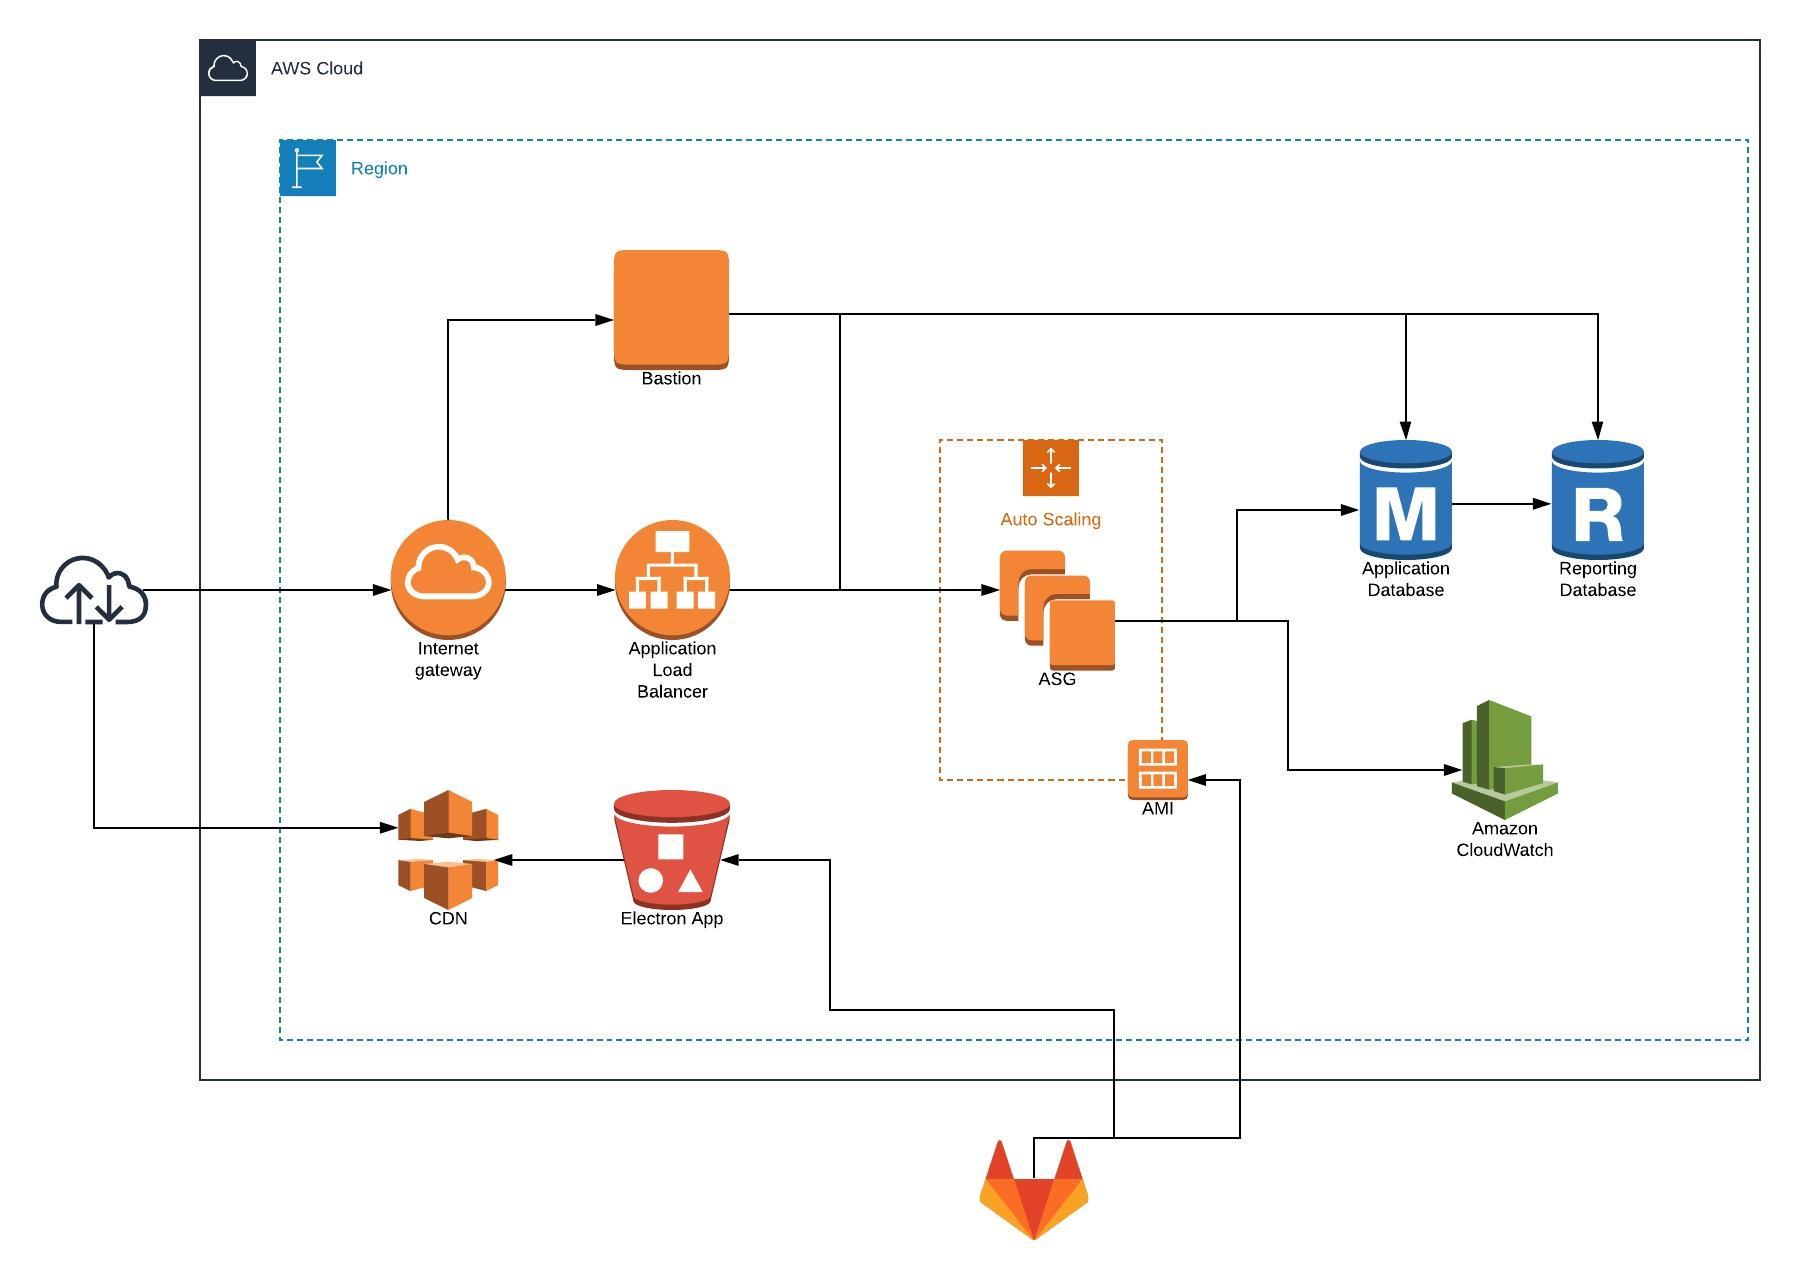 AWS Cloud
Region
Bastion
Auto Scaling
M
R
Application
Database
Reporting
Database
Internet
gateway
Application
Load
Balancer
ASG
AMI
Amazon
CloudWatch
CDN
Electron App